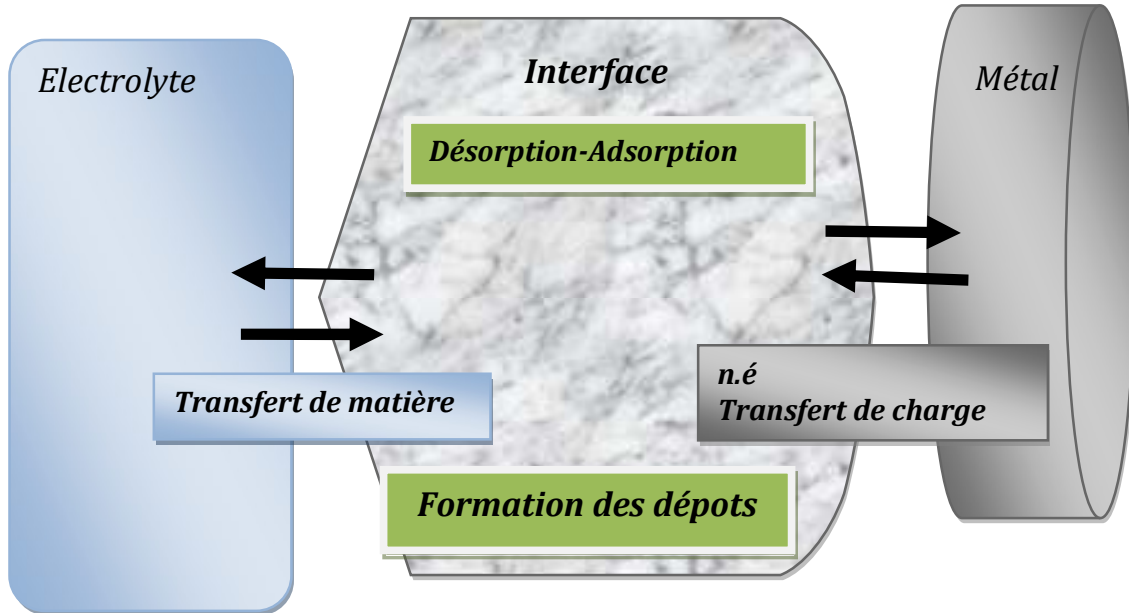 Electrolyte
Interface
Métal
Désorption-Adsorption
Transfert de matière
n.é
Transfert de charge
Formation des dépots